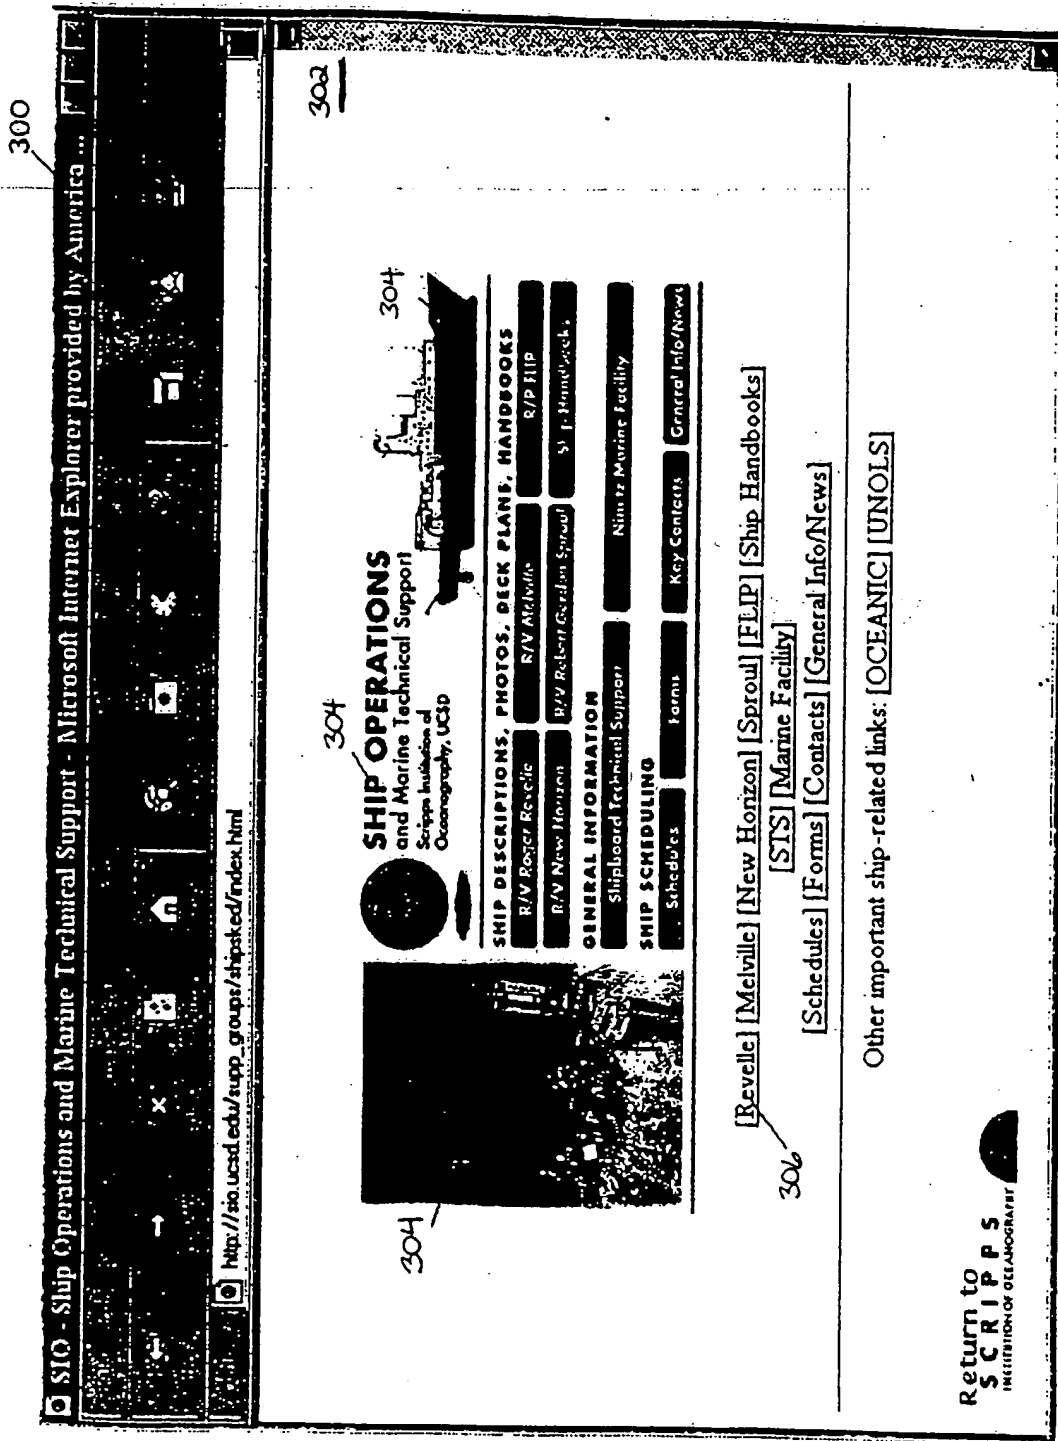 300
SIO - Ship Operations and Marine Technical Support - Microsoft Internet Explorer provided by America ...
http://sio.ucsd.edu/supp_groups/shipsked/index.html
302
304
SHIP OPERATIONS
and Marine Technical Support
Scripps Institution of
Oceanography, UCSD
304
304
SHIP DESCRIPTIONS, PHOTOS, DECK PLANS, HANDBOOKS
R/V Roger Revelle R/V Melville R/P FLIP
R/V New Horizon R/V Robert Gordon Sproul Ship Handbooks
GENERAL INFORMATION
Shipboard Technical Support Nimitz Marine Facility
SHIP SCHEDULING
Schedules Forms Key Contacts General Info/News
[Revelle] [Melville] [New Horizon] [Sproul] [FLIP] [Ship Handbooks]
[STS] [Marine Facility]
[Schedules] [Forms] [Contacts] [General Info/News]
306
Other important ship-related links: [OCEANIC] [UNOLS]
Return to
SCRIPPS
INSTITUTION OF OCEANOGRAPHY